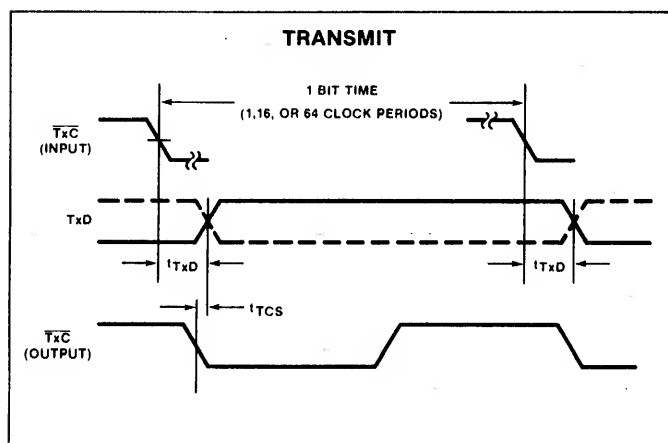 TRANSMIT
1 BIT TIME
(1,16, OR 64 CLOCK PERIODS)
TxC
(INPUT)
TxD
tTxD
tTxD
tTCS
TxC
(OUTPUT)